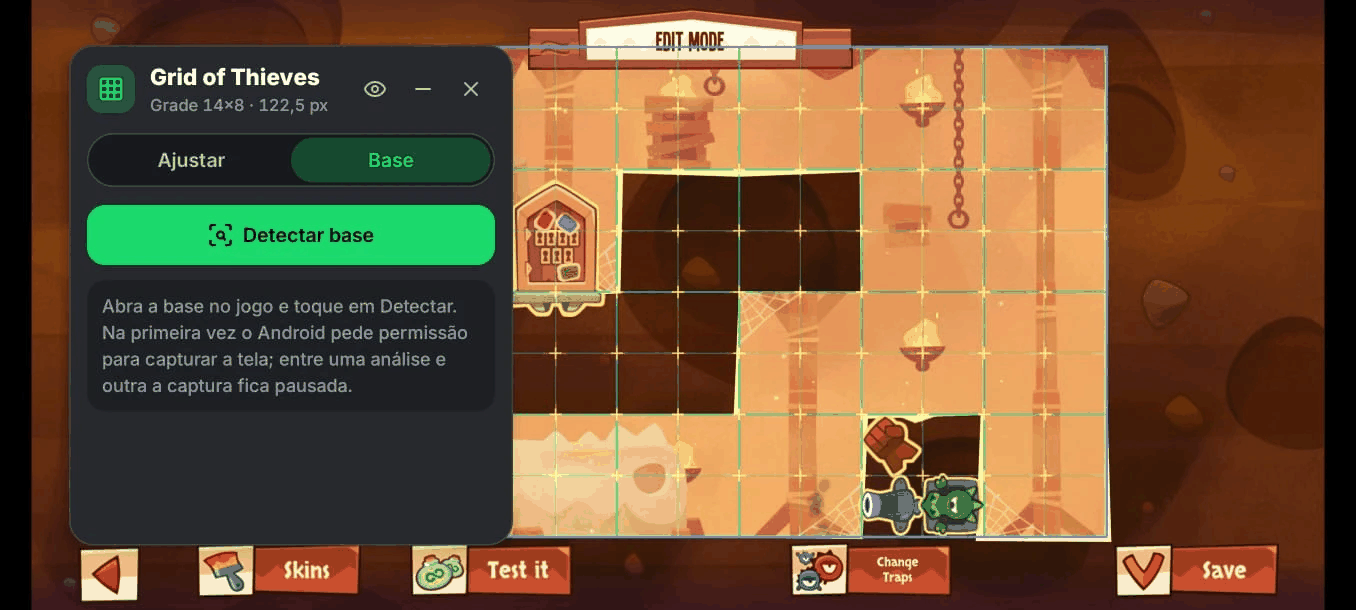 EDIT MODE
Grid of Thieves
Grade 14×8 · 122,5 px
Ajustar
Base
Detectar base
Abra a base no jogo e toque em Detectar.
Na primeira vez o Android pede permissão
para capturar a tela; entre uma análise e
outra a captura fica pausada.
Skins
Test it
Change
Traps
Save